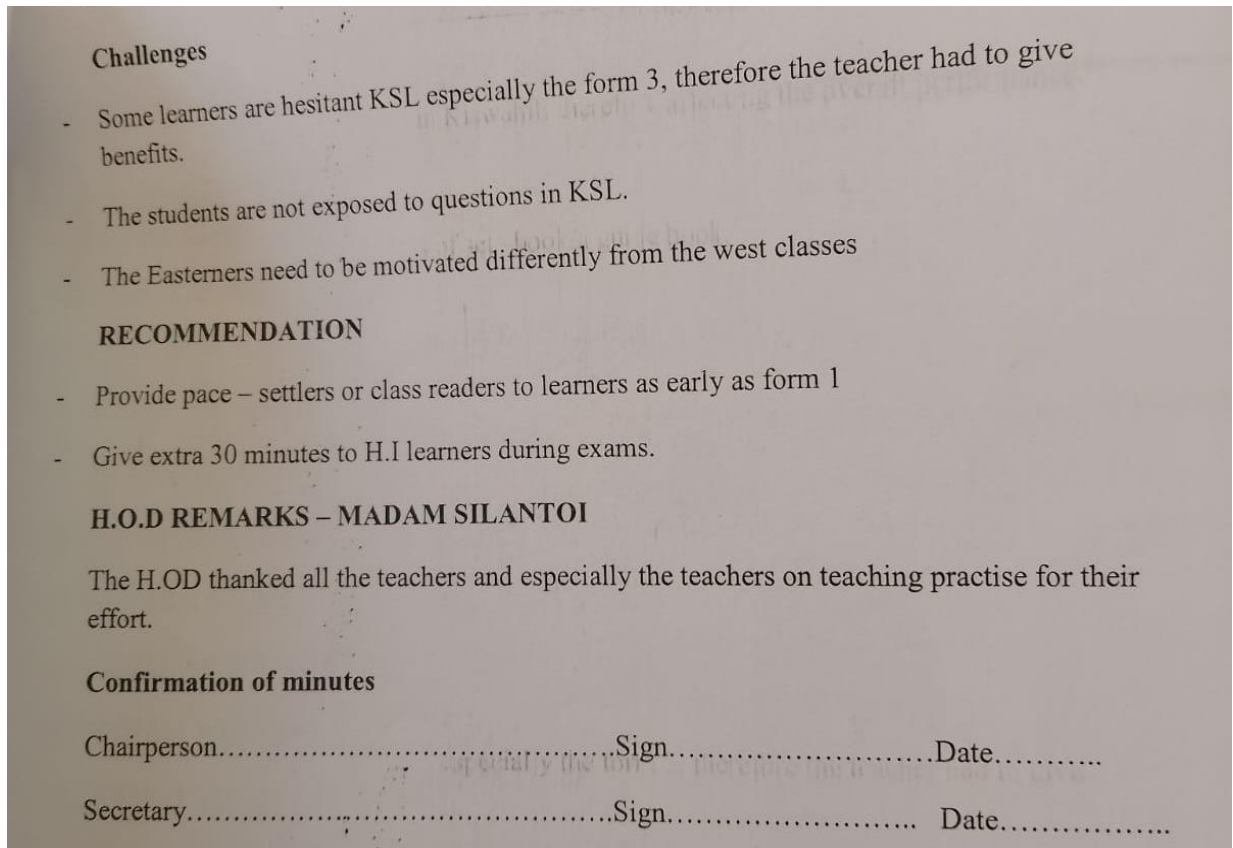 Challenges
- Some learners are hesitant KSL especially the form 3, therefore the teacher had to give
benefits.
- The students are not exposed to questions in KSL.
- The Easterners need to be motivated differently from the west classes
RECOMMENDATION
- Provide pace – settlers or class readers to learners as early as form 1
- Give extra 30 minutes to H.I learners during exams.
H.O.D REMARKS – MADAM SILANTOI
The H.OD thanked all the teachers and especially the teachers on teaching practise for their
effort.
Confirmation of minutes
Chairperson..........................................Sign...........................Date...........
Secretary.............................................Sign.......................... Date..................